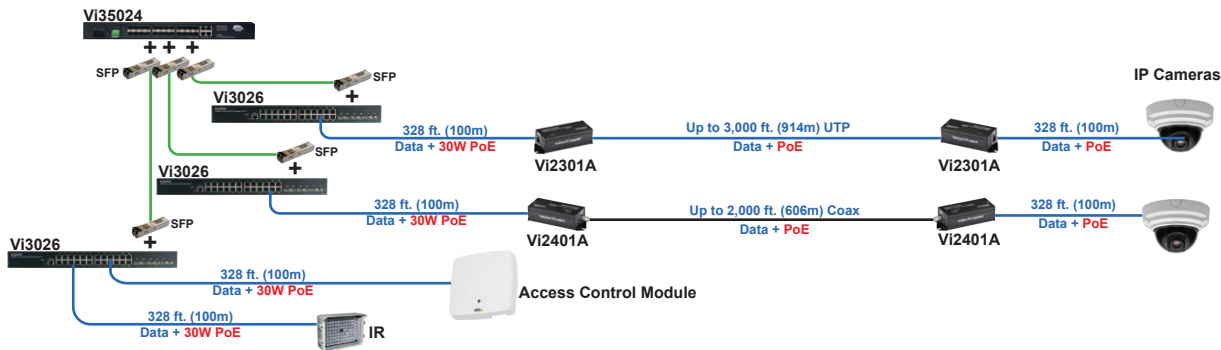 Vi35024
+ + +
SFP
SFP
IP Cameras
+
Vi3026
328 ft. (100m)
Data + 30W PoE
Vi2301A
Up to 3,000 ft. (914m) UTP
Data + PoE
Vi2301A
328 ft. (100m)
Data + PoE
SFP
+
Vi3026
328 ft. (100m)
Data + 30W PoE
Vi2401A
Up to 2,000 ft. (606m) Coax
Data + PoE
Vi2401A
328 ft. (100m)
Data + PoE
SFP
+
Vi3026
328 ft. (100m)
Data + 30W PoE
Access Control Module
328 ft. (100m)
Data + 30W PoE
IR